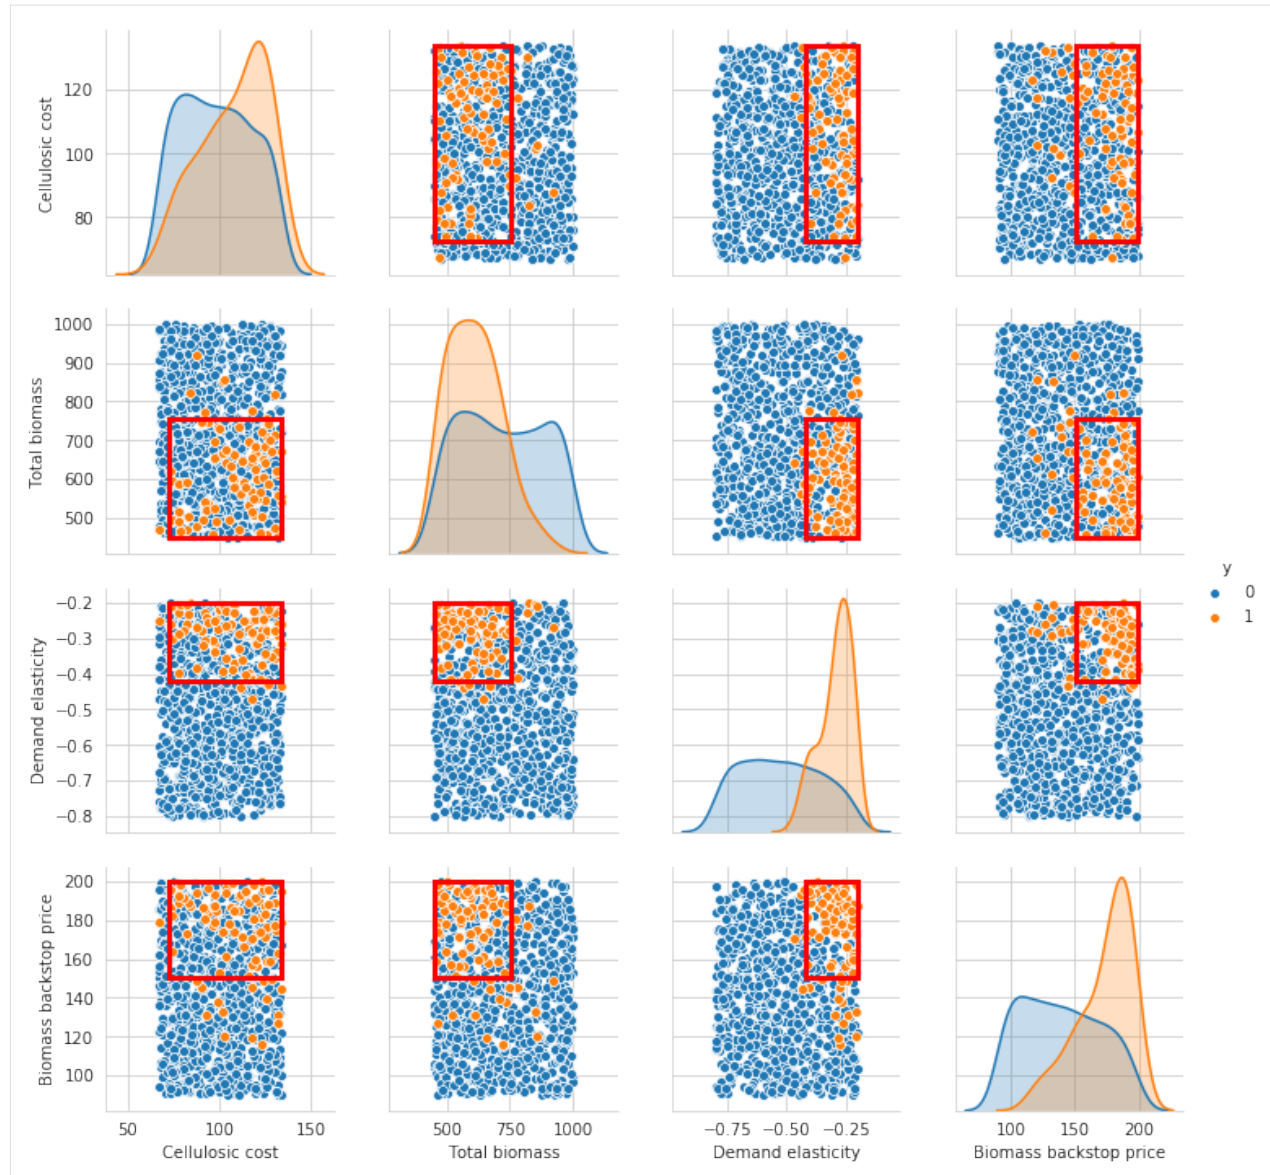 120
100
80
Cellulosic cost
1000
900
800
700
600
500
Total biomass
−0.2
−0.3
−0.4
−0.5
−0.6
−0.7
−0.8
Demand elasticity
y
0
1
200
180
160
140
120
100
Biomass backstop price
50 100 150
500 750 1000
−0.75 −0.50 −0.25
100 150 200
Cellulosic cost
Total biomass
Demand elasticity
Biomass backstop price